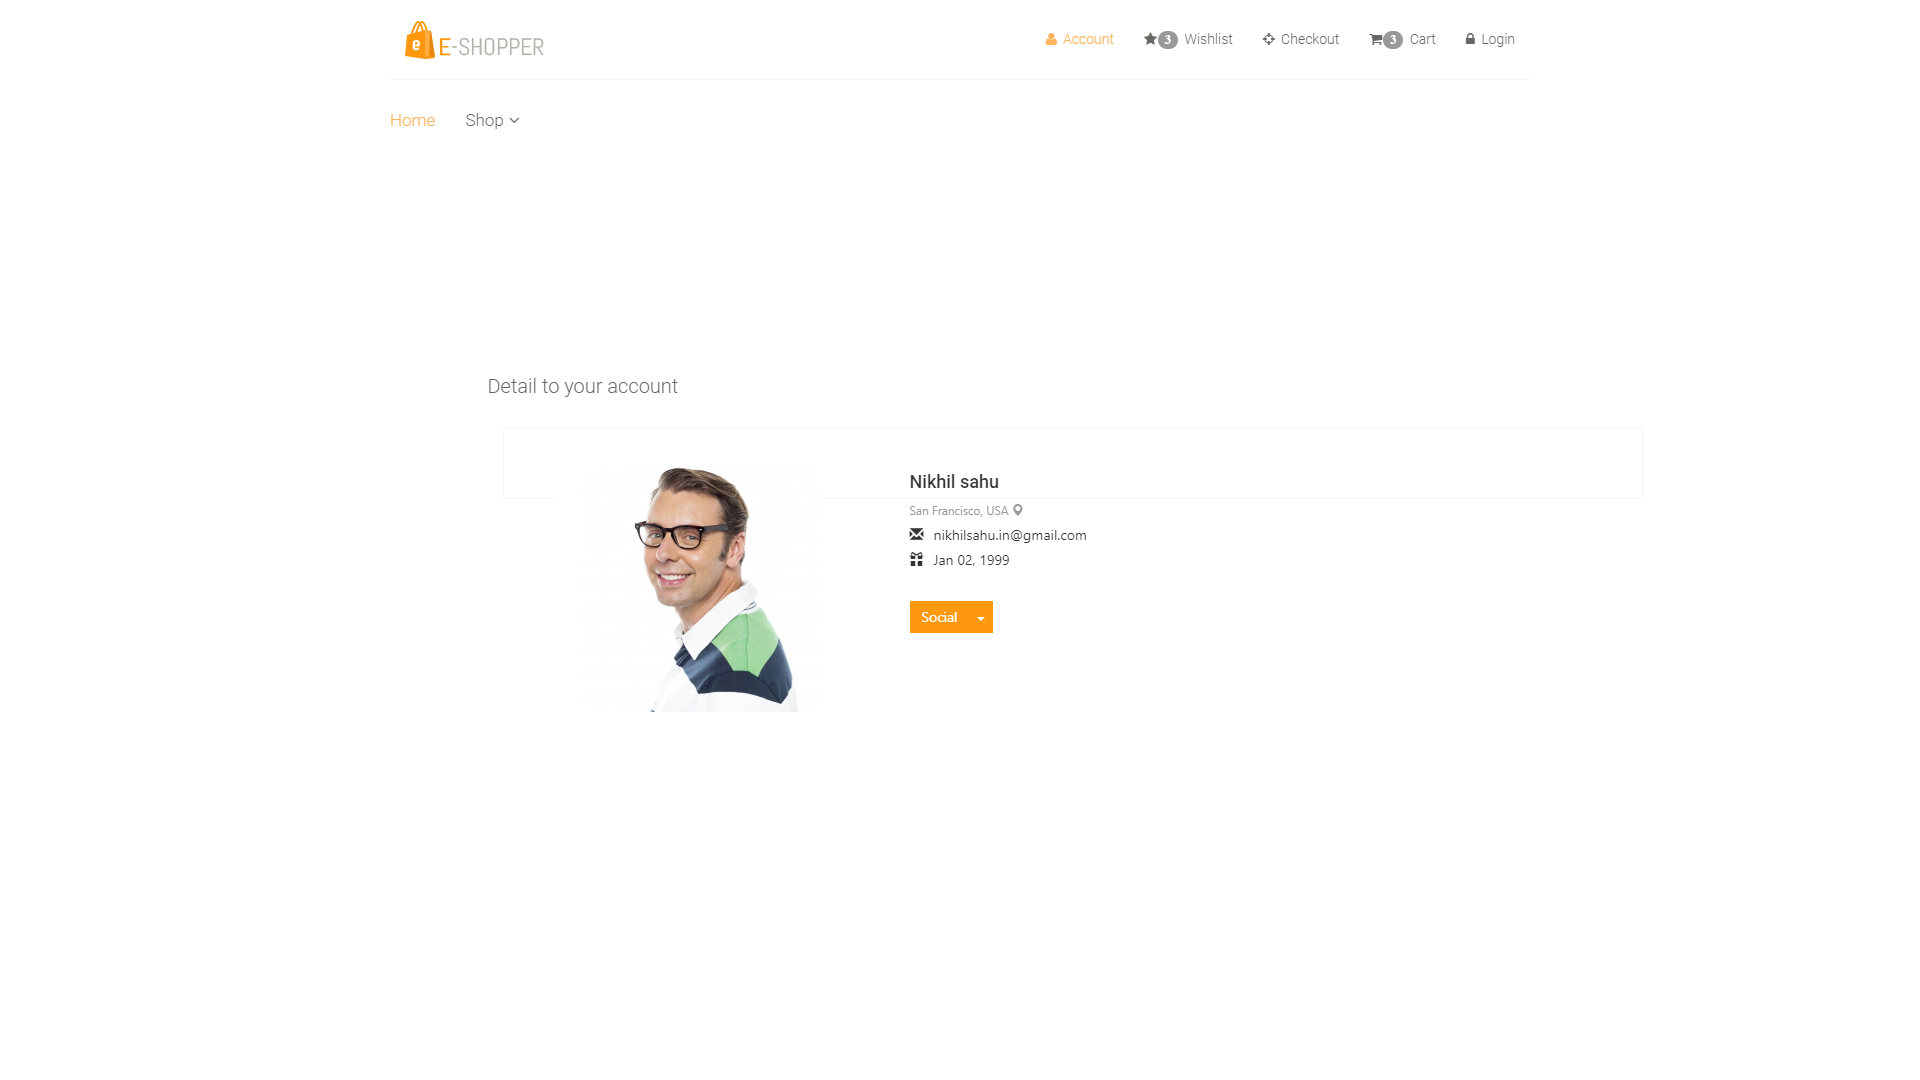 e E-SHOPPER
Account
3 Wishlist
Checkout
3 Cart
Login
Home
Shop
Detail to your account
Nikhil sahu
San Francisco, USA
nikhilsahu.in@gmail.com
Jan 02, 1999
Social